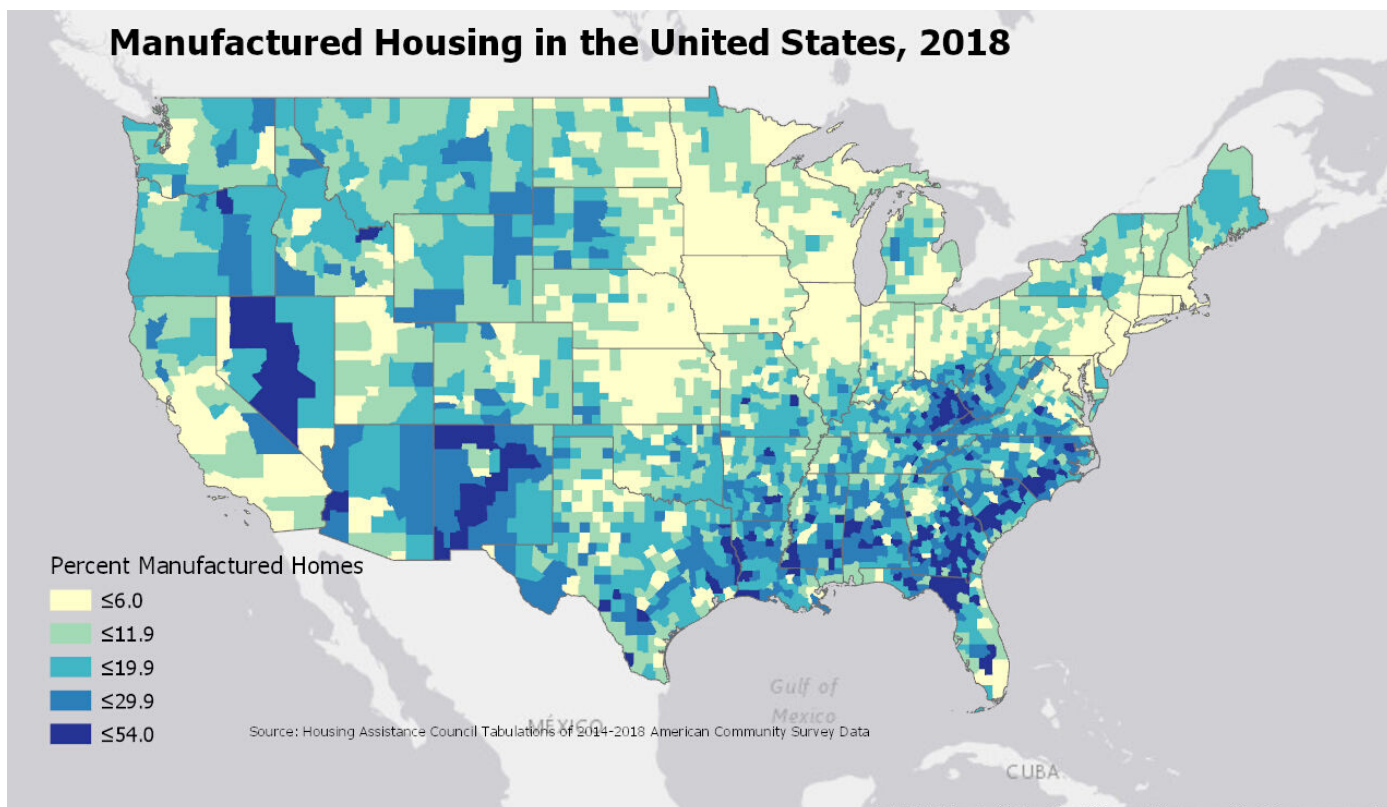 Manufactured Housing in the United States, 2018
Percent Manufactured Homes
≤6.0
≤11.9
≤19.9
≤29.9
≤54.0
Gulf of
Mexico
MÉXICO
Source: Housing Assistance Council Tabulations of 2014-2018 American Community Survey Data
CUBA